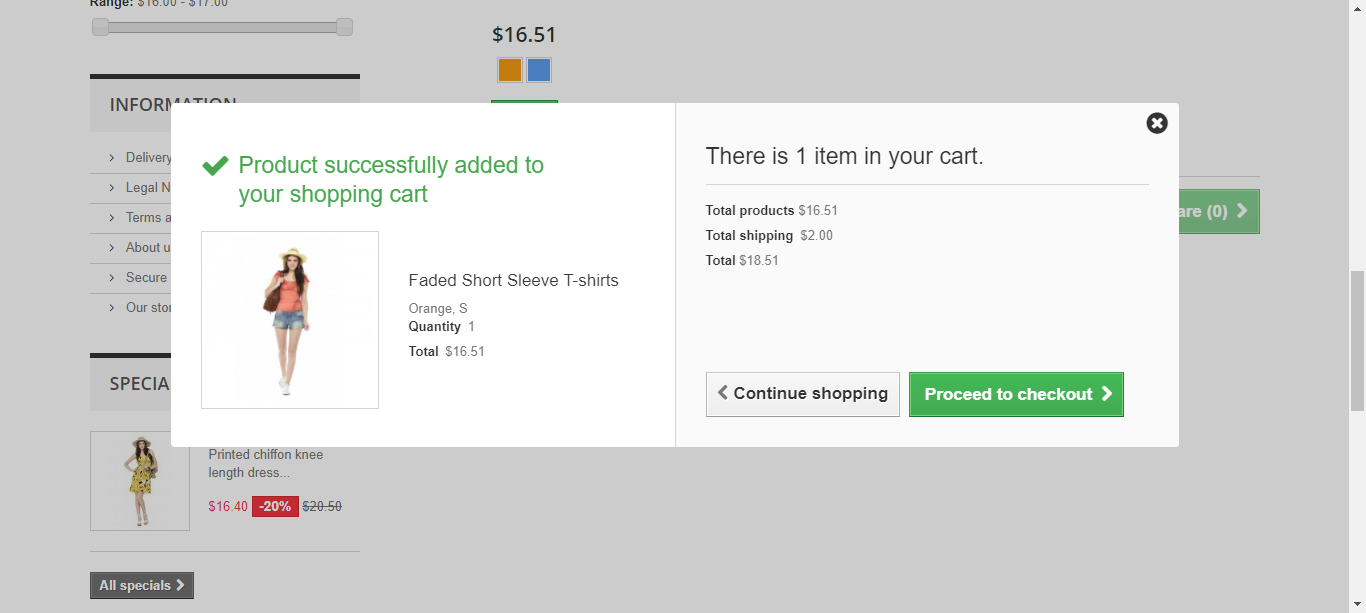 Range: $16.00 - $17.00
$16.51
INFORMATION
Delivery
Legal N
Terms a
About u
Secure
Our stor
SPECIA
Printed chiffon knee
length dress...
$16.40 -20% $20.50
All specials
Product successfully added to
your shopping cart
Faded Short Sleeve T-shirts
Orange, S
Quantity 1
Total $16.51
There is 1 item in your cart.
Total products $16.51
Total shipping $2.00
Total $18.51
Continue shopping
Proceed to checkout
are (0)